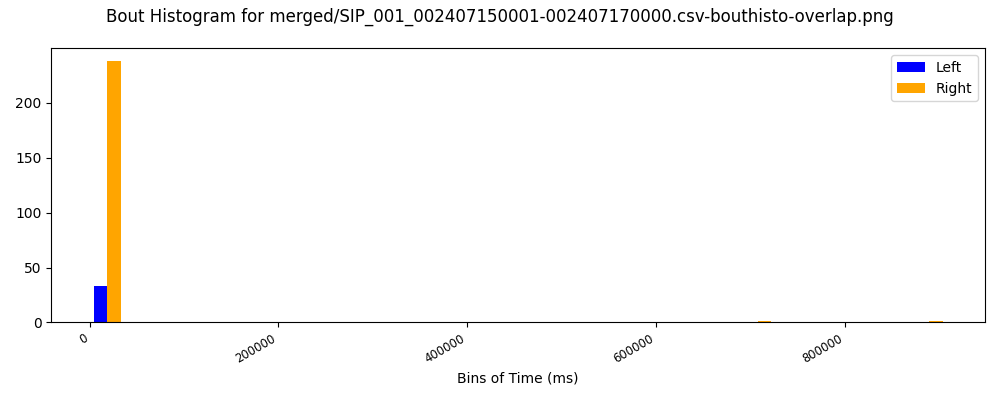 Bout Histogram for merged/SIP_001_002407150001-002407170000.csv-bouthisto-overlap.png
Left
Right
200
150
100
50
0
0
200000
400000
600000
800000
Bins of Time (ms)